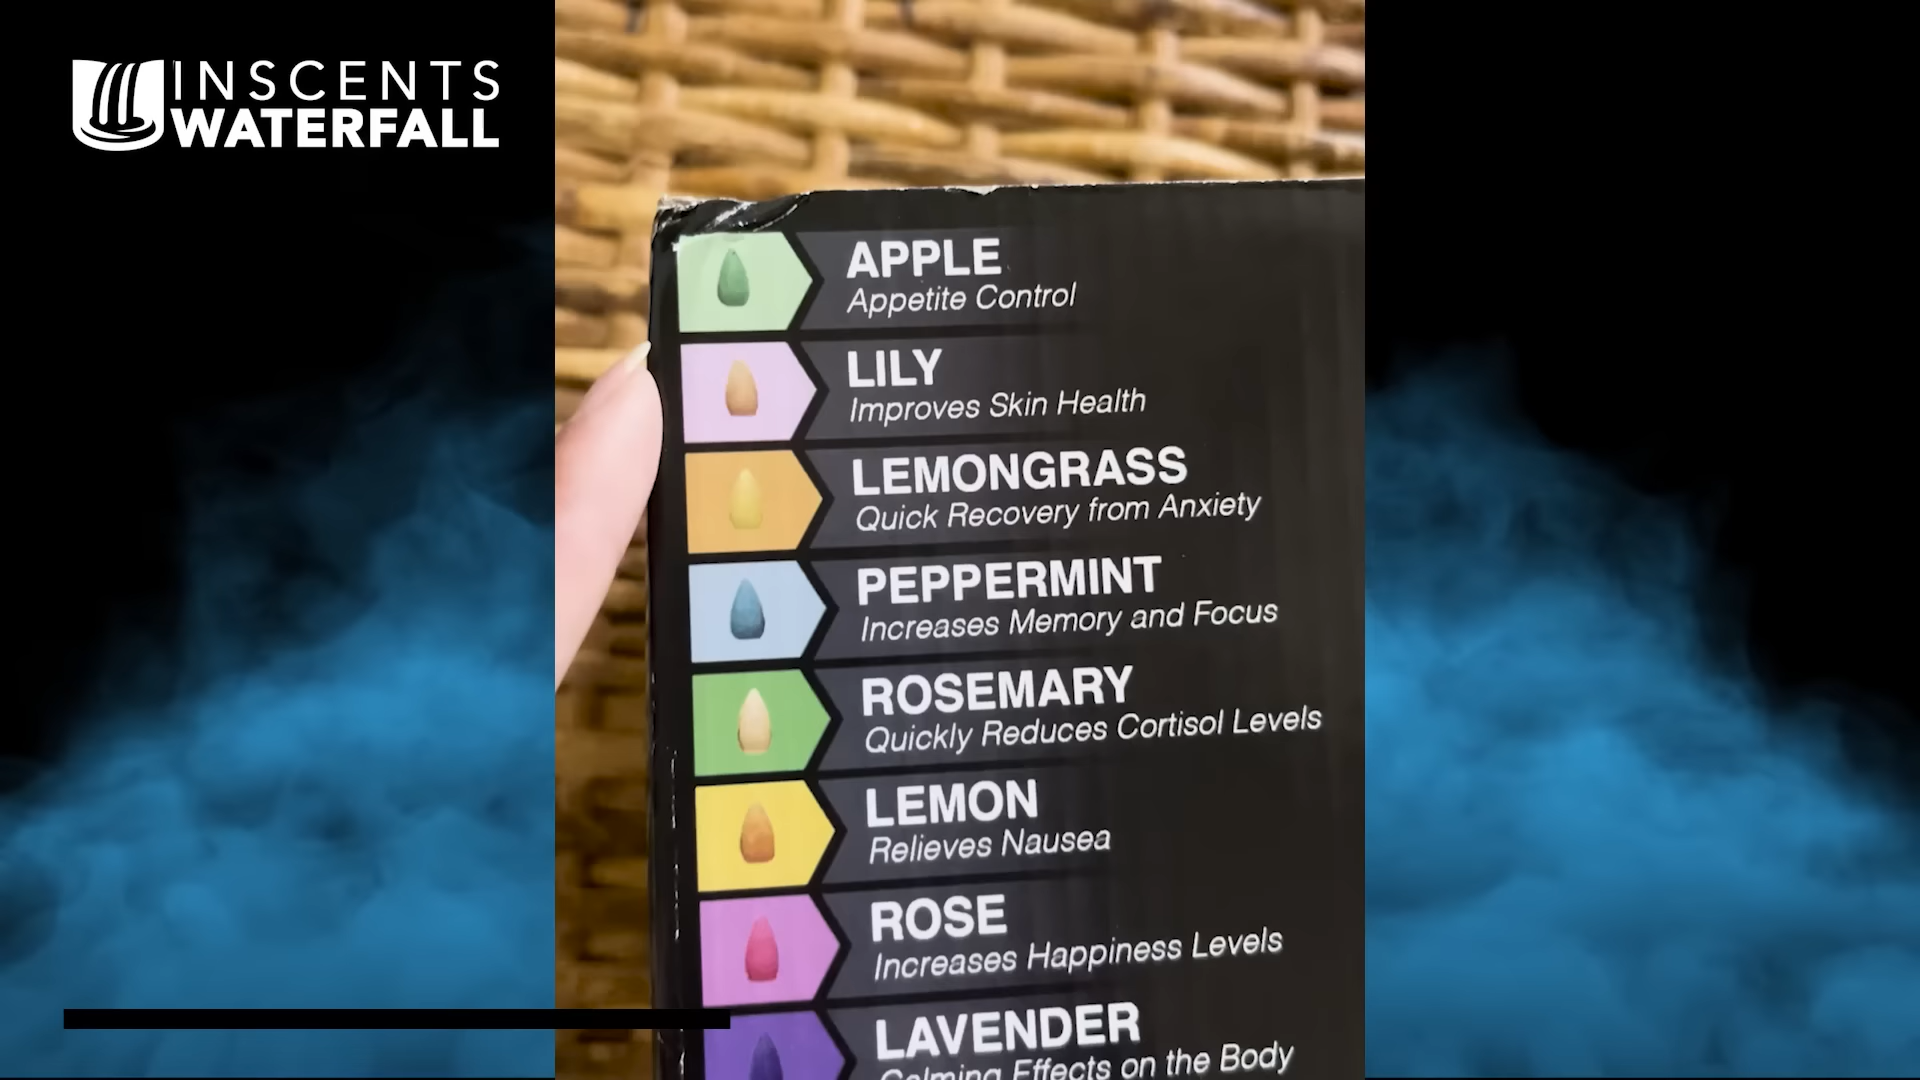 INSCENTS
WATERFALL
APPLE
Appetite Control
LILY
Improves Skin Health
LEMONGRASS
Quick Recovery from Anxiety
PEPPERMINT
Increases Memory and Focus
ROSEMARY
Quickly Reduces Cortisol Levels
LEMON
Relieves Nausea
ROSE
Increases Happiness Levels
LAVENDER
Calming Effects on the Body